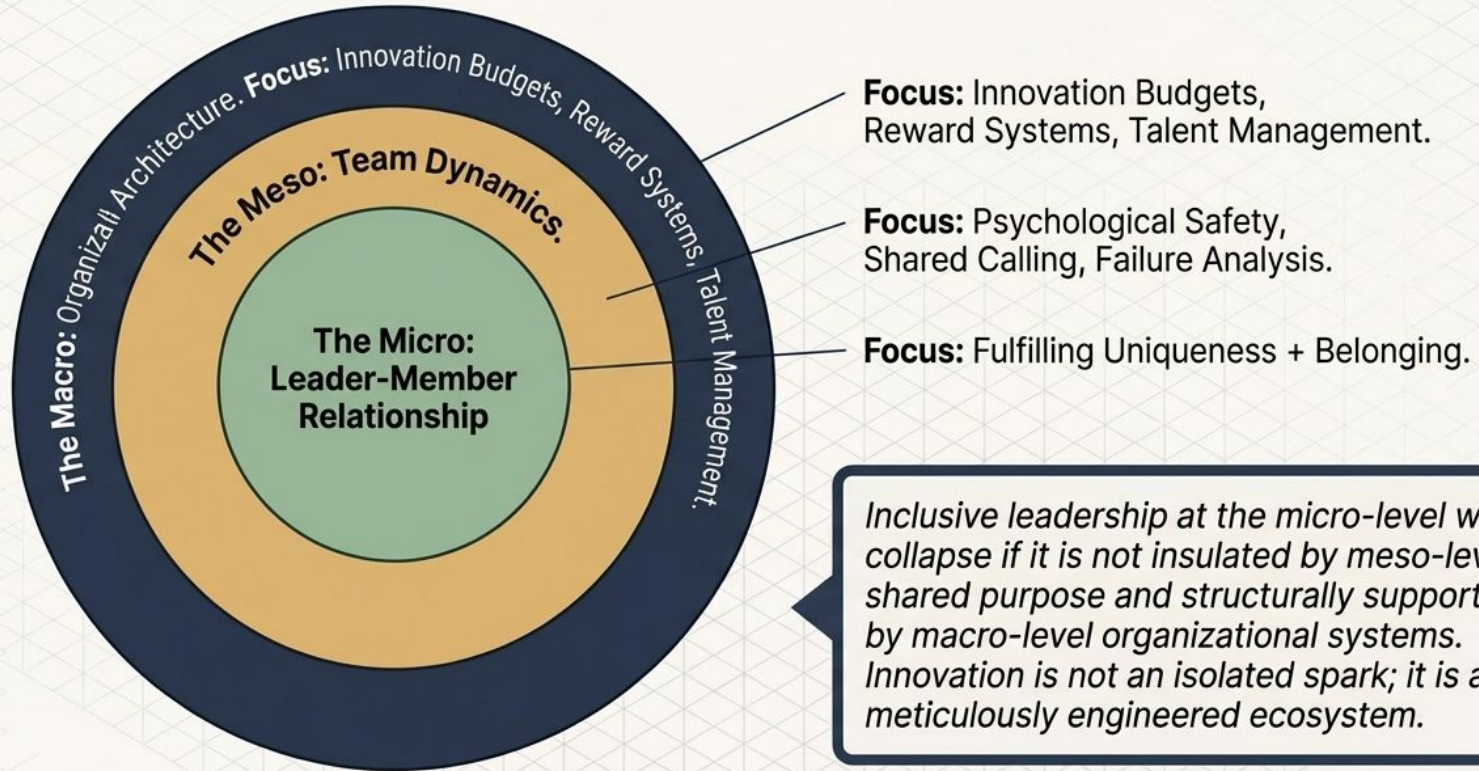 The Macro: Organizall Architecture. Focus: Innovation Budgets, Reward Systems, Talent Management.
The Meso: Team Dynamics.
The Micro:
Leader-Member
Relationship
Focus: Innovation Budgets,
Reward Systems, Talent Management.
Focus: Psychological Safety,
Shared Calling, Failure Analysis.
Focus: Fulfilling Uniqueness + Belonging.
Inclusive leadership at the micro-level
collapse if it is not insulated by
shared purpose and structurally
by macro-level organizational systems.
Innovation is not an isolated spark; it is
meticulously engineered ecosystem.